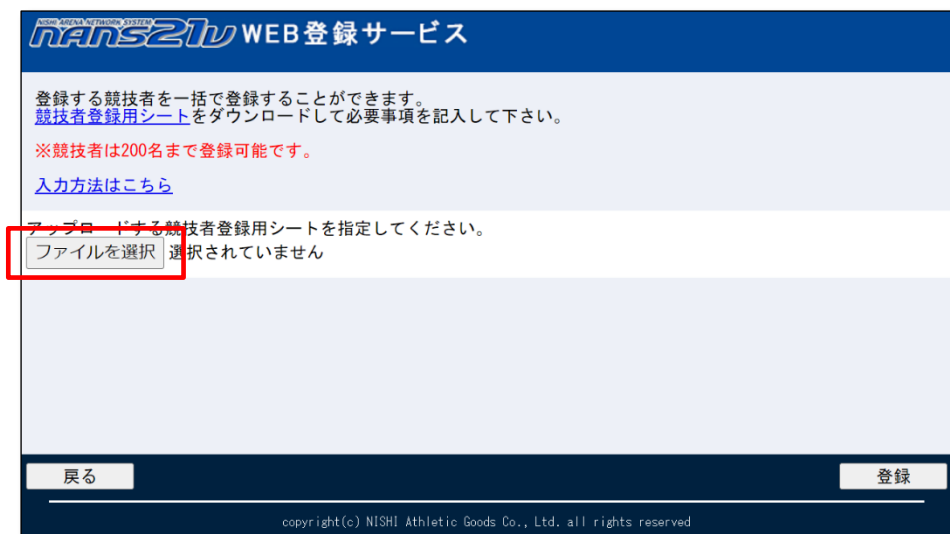 NISHI ARENA NETWORK SYSTEM
nans21v WEB登録サービス
登録する競技者を一括で登録することができます。
競技者登録用シートをダウンロードして必要事項を記入して下さい。
※競技者は200名まで登録可能です。
入力方法はこちら
アップロードする競技者登録用シートを指定してください。
ファイルを選択 選択されていません
戻る 登録
copyright(c) NISHI Athletic Goods Co., Ltd. all rights reserved